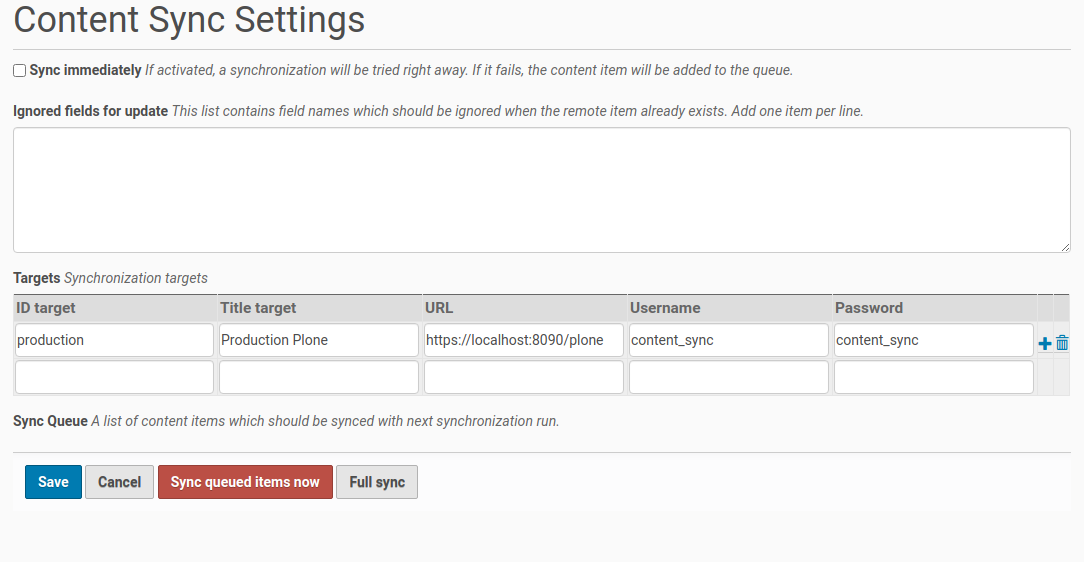 Content Sync Settings
Sync immediately If activated, a synchronization will be tried right away. If it fails, the content item will be added to the queue.
Ignored fields for update This list contains field names which should be ignored when the remote item already exists. Add one item per line.
Targets Synchronization targets
ID target Title target URL Username Password
production Production Plone https://localhost:8090/plone content_sync content_sync
Sync Queue A list of content items which should be synced with next synchronization run.
Save Cancel Sync queued items now Full sync